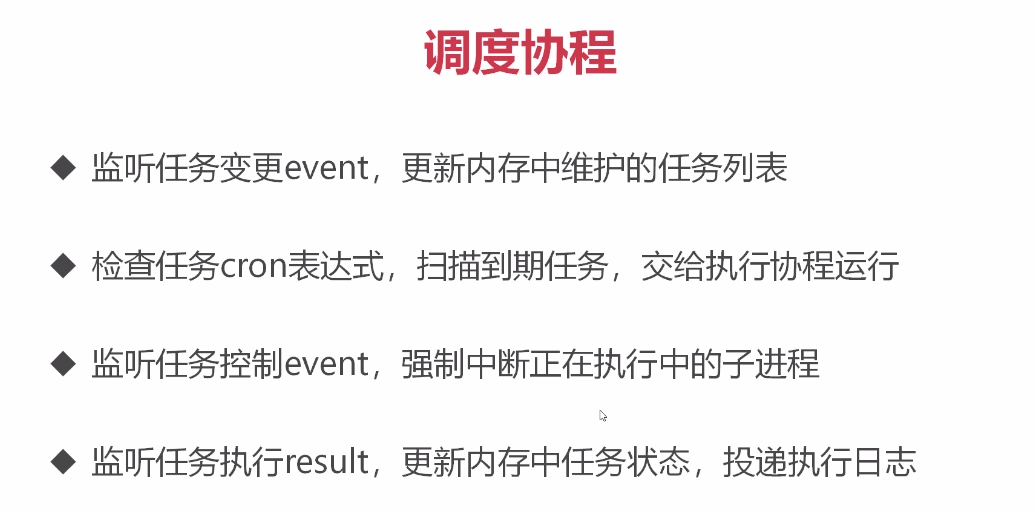 调度协程
◆ 监听任务变更event，更新内存中维护的任务列表
◆ 检查任务cron表达式，扫描到期任务，交给执行协程运行
◆ 监听任务控制event，强制中断正在执行中的子进程
◆ 监听任务执行result，更新内存中任务状态，投递执行日志